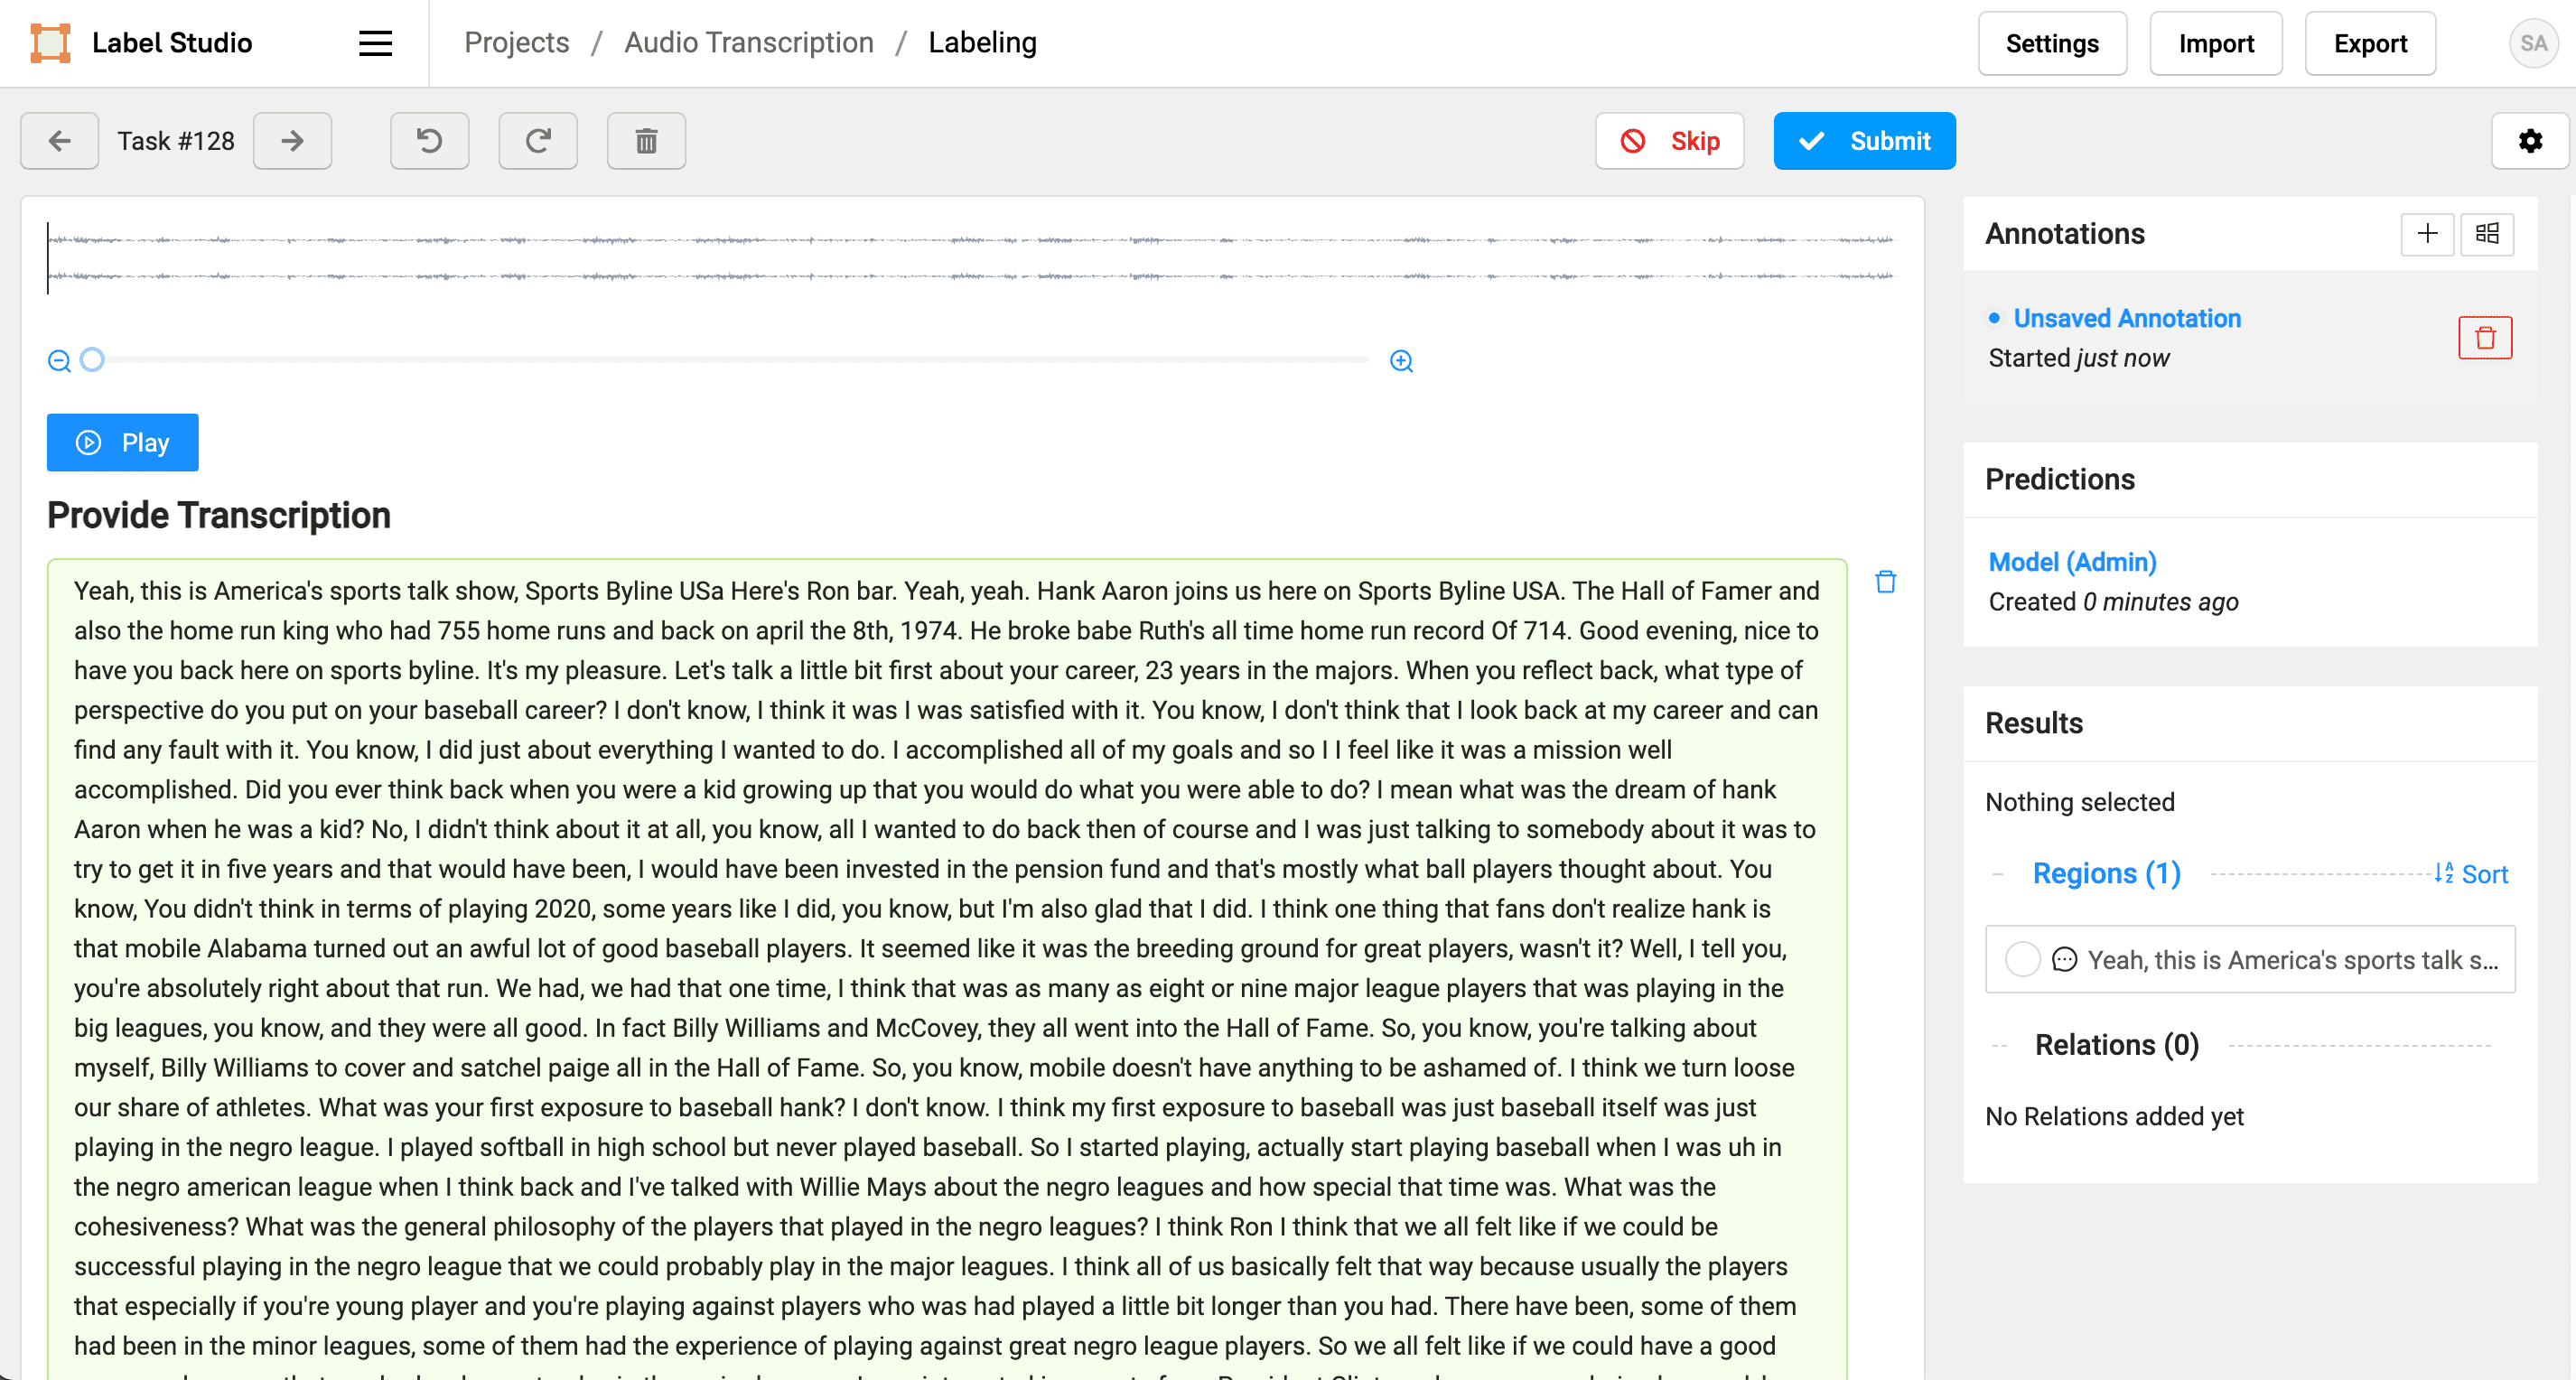 Label Studio
Projects / Audio Transcription / Labeling
Settings
Import
Export
SA
Task #128
Skip
Submit
Play
Provide Transcription
Yeah, this is America's sports talk show, Sports Byline USa Here's Ron bar. Yeah, yeah. Hank Aaron joins us here on Sports Byline USA. The Hall of Famer and
also the home run king who had 755 home runs and back on april the 8th, 1974. He broke babe Ruth's all time home run record Of 714. Good evening, nice to
have you back here on sports byline. It's my pleasure. Let's talk a little bit first about your career, 23 years in the majors. When you reflect back, what type of
perspective do you put on your baseball career? I don't know, I think it was I was satisfied with it. You know, I don't think that I look back at my career and can
find any fault with it. You know, I did just about everything I wanted to do. I accomplished all of my goals and so I I feel like it was a mission well
accomplished. Did you ever think back when you were a kid growing up that you would do what you were able to do? I mean what was the dream of hank
Aaron when he was a kid? No, I didn't think about it at all, you know, all I wanted to do back then of course and I was just talking to somebody about it was to
try to get it in five years and that would have been, I would have been invested in the pension fund and that's mostly what ball players thought about. You
know, You didn't think in terms of playing 2020, some years like I did, you know, but I'm also glad that I did. I think one thing that fans don't realize hank is
that mobile Alabama turned out an awful lot of good baseball players. It seemed like it was the breeding ground for great players, wasn't it? Well, I tell you,
you're absolutely right about that run. We had, we had that one time, I think that was as many as eight or nine major league players that was playing in the
big leagues, you know, and they were all good. In fact Billy Williams and McCovey, they all went into the Hall of Fame. So, you know, you're talking about
myself, Billy Williams to cover and satchel paige all in the Hall of Fame. So, you know, mobile doesn't have anything to be ashamed of. I think we turn loose
our share of athletes. What was your first exposure to baseball hank? I don't know. I think my first exposure to baseball was just baseball itself was just
playing in the negro league. I played softball in high school but never played baseball. So I started playing, actually start playing baseball when I was uh in
the negro american league when I think back and I've talked with Willie Mays about the negro leagues and how special that time was. What was the
cohesiveness? What was the general philosophy of the players that played in the negro leagues? I think Ron I think that we all felt like if we could be
successful playing in the negro league that we could probably play in the major leagues. I think all of us basically felt that way because usually the players
that especially if you're young player and you're playing against players who was had played a little bit longer than you had. There have been, some of them
had been in the minor leagues, some of them had the experience of playing against great negro league players. So we all felt like if we could have a good
Annotations
Unsaved Annotation
Started just now
Predictions
Model (Admin)
Created 0 minutes ago
Results
Nothing selected
Regions (1)
Sort
Yeah, this is America's sports talk s...
Relations (0)
No Relations added yet